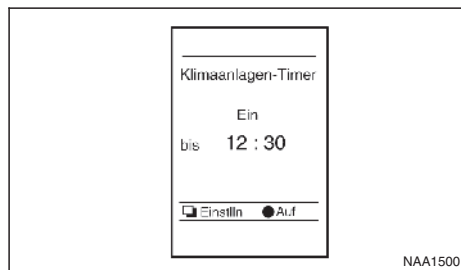 Klimaanlagen-Timer
Ein
bis 12 : 30
Einstlln Auf
NAA1500